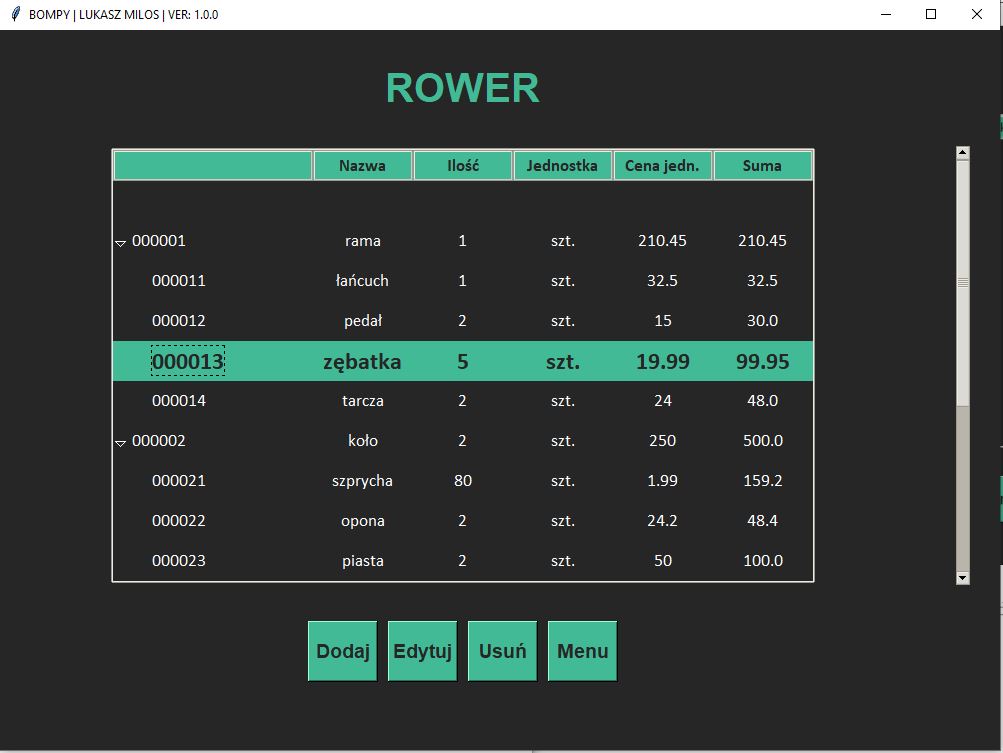 BOMPY | LUKASZ MILOS | VER: 1.0.0
ROWER
Nazwa Ilość Jednostka Cena jedn. Suma
000001 rama 1 szt. 210.45 210.45
000011 łańcuch 1 szt. 32.5 32.5
000012 pedał 2 szt. 15 30.0
000013 zębatka 5 szt. 19.99 99.95
000014 tarcza 2 szt. 24 48.0
000002 koło 2 szt. 250 500.0
000021 szprycha 80 szt. 1.99 159.2
000022 opona 2 szt. 24.2 48.4
000023 piasta 2 szt. 50 100.0
Dodaj Edytuj Usuń Menu